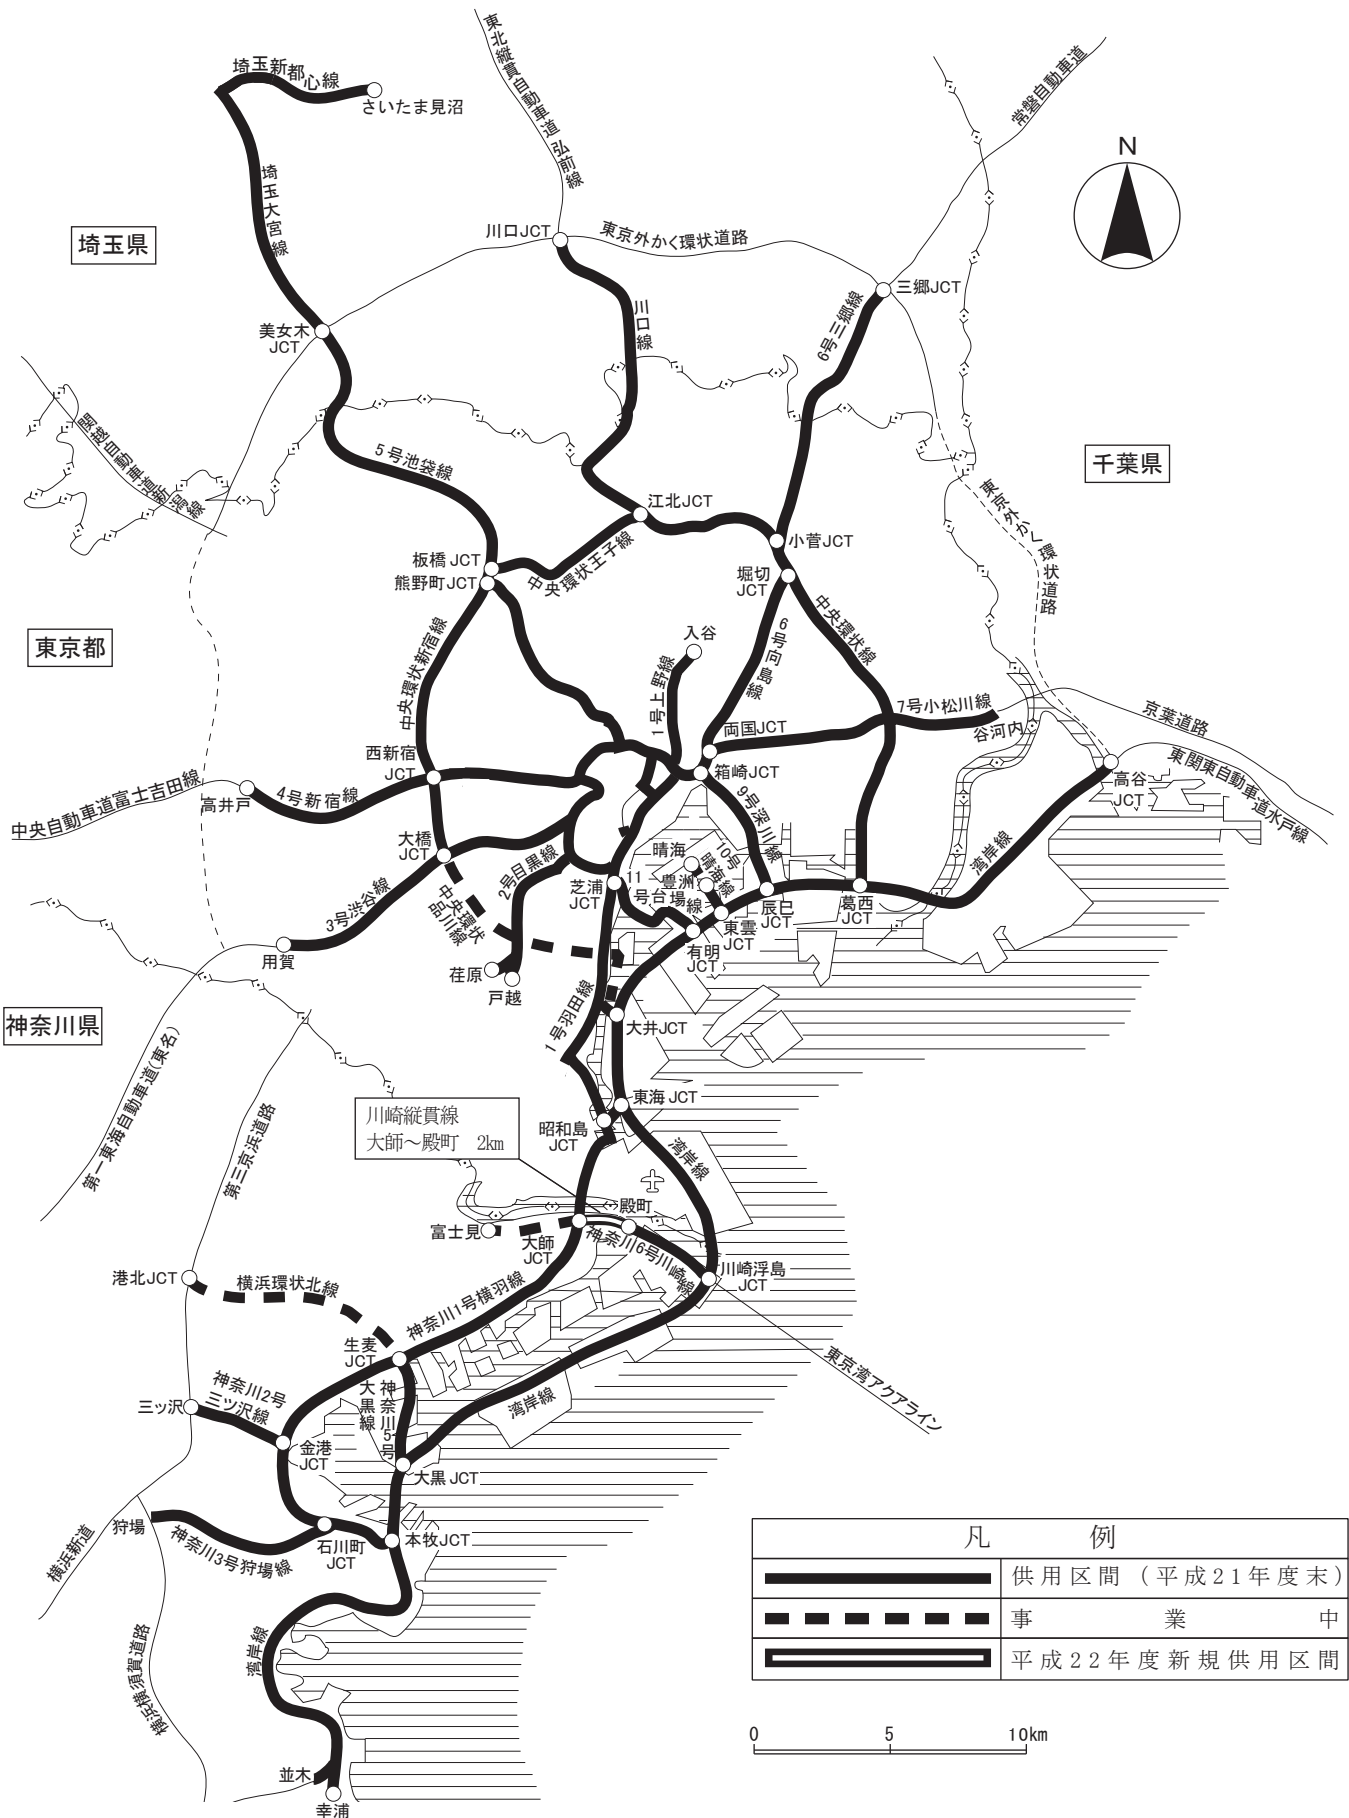 東北縦貫自動車道 弘前線
常磐自動車道
埼玉新都心線
さいたま見沼
N
埼玉大宮線
埼玉県
川口JCT
東京外かく環状道路
三郷JCT
川口線
6号三郷線
美女木
JCT
関越自動車道新潟線
5号池袋線
千葉県
江北JCT
東京外かく環状道路
小菅JCT
板橋JCT
熊野町JCT
中央環状王子線
堀切
JCT
中央環状線
東京都
入谷
6号向島線
中央環状新宿線
1号上野線
7号小松川線
谷河内
京葉道路
両国JCT
西新宿
JCT
箱崎JCT
高谷
JCT
東関東自動車道水戸線
中央自動車道富士吉田線
高井戸
4号新宿線
9号深川線
大橋
JCT
2号目黒線
晴海
10号
晴海線
豊洲
湾岸線
芝浦
JCT
11
号台場線
辰巳
JCT
葛西
JCT
3号渋谷線
中央環状
品川線
東雲
JCT
有明
JCT
用賀
荏原
戸越
神奈川県
1号羽田線
大井JCT
第一東海自動車道(東名)
第三京浜道路
川崎縦貫線
大師～殿町 2km
東海JCT
昭和島
JCT
湾岸線
殿町
富士見
大師
JCT
神奈川6号川崎線
川崎浮島
JCT
港北JCT
横浜環状北線
神奈川1号横羽線
生麦
JCT
東京湾アクアライン
神奈川2号
三ツ沢線
神奈川5号
大黒線
湾岸線
三ッ沢
金港
JCT
大黒JCT
狩場
神奈川3号狩場線
石川町
JCT
本牧JCT
横浜新道
横浜横須賀道路
湾岸線
凡例
供用区間（平成21年度末）
事業中
平成22年度新規供用区間
0 5 10km
並木
幸浦